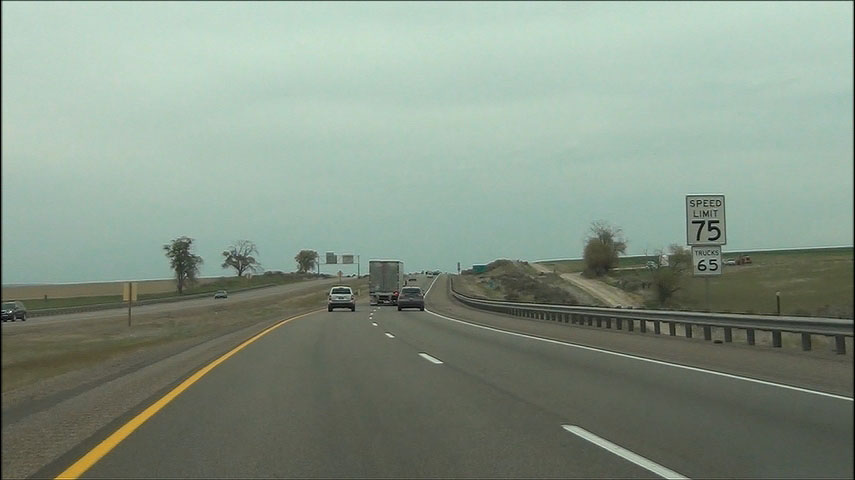 SPEED
LIMIT
75
TRUCKS
65